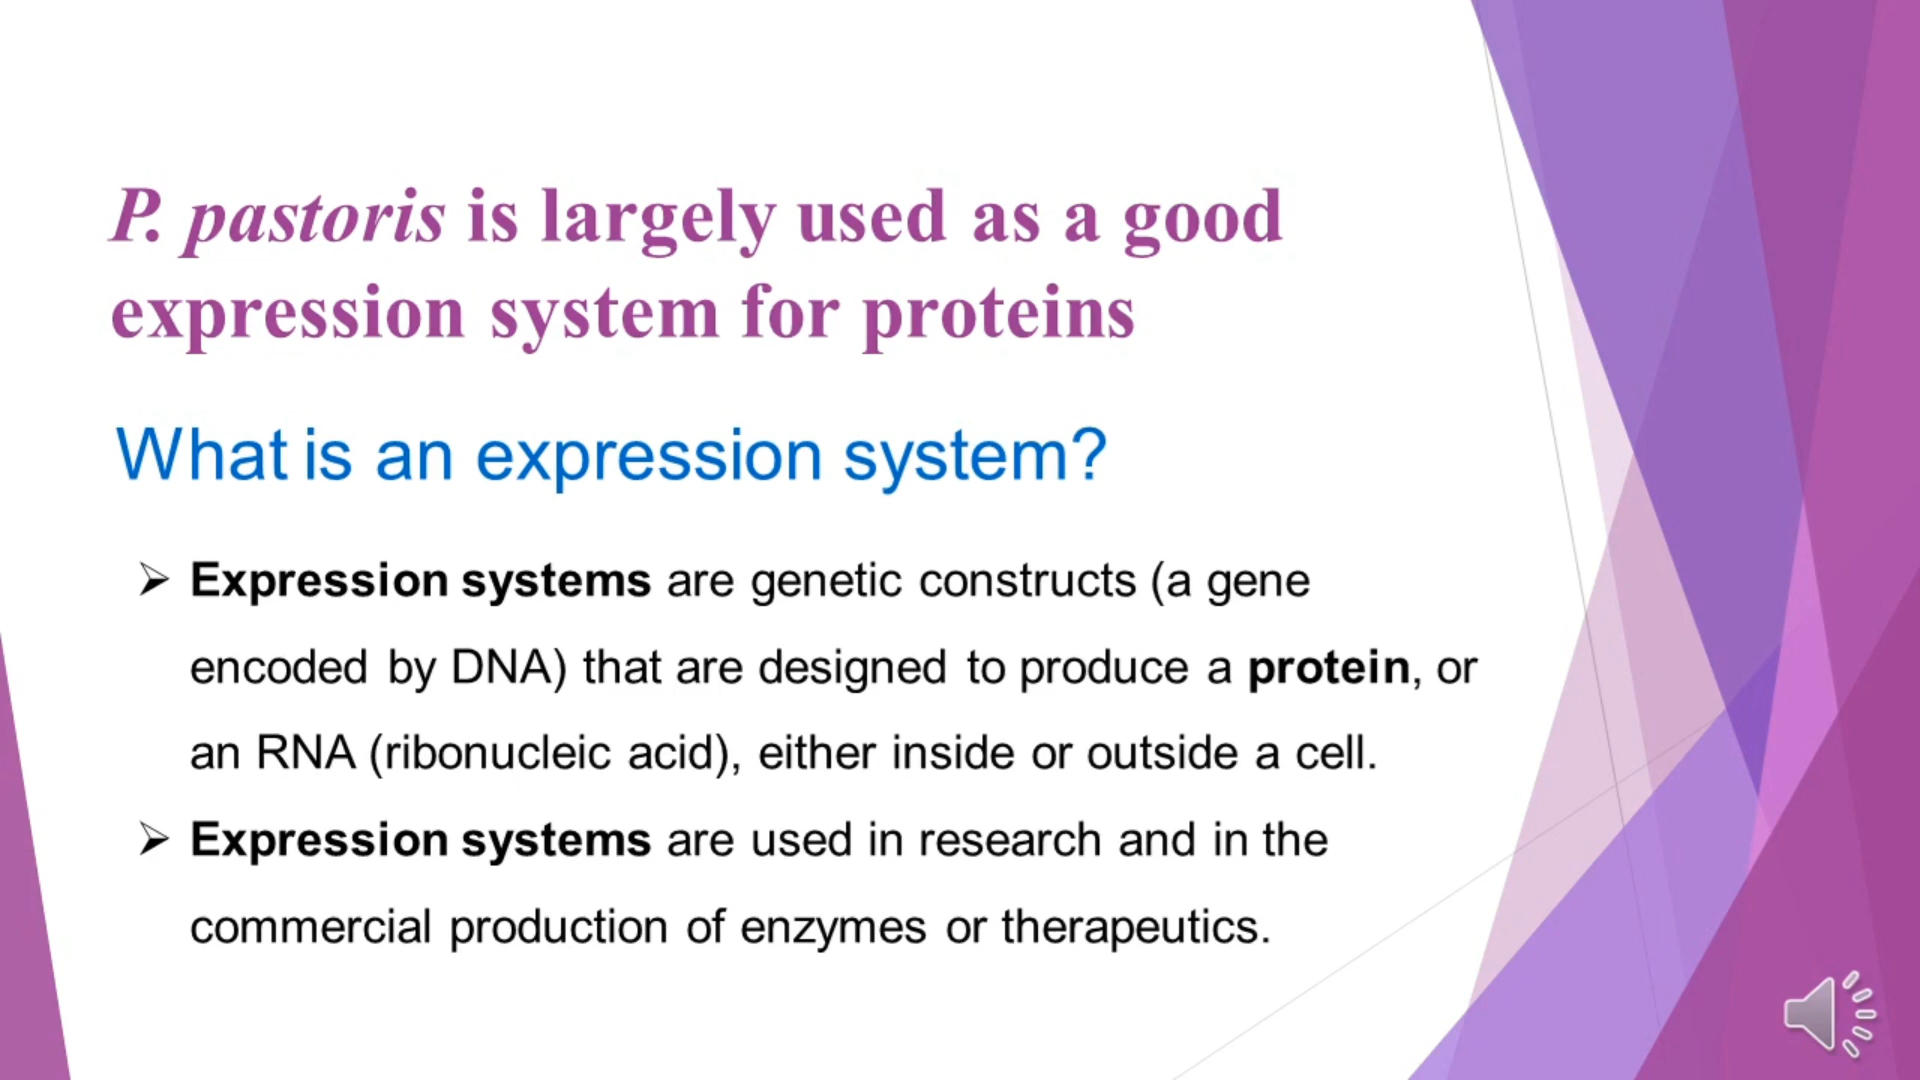 P. pastoris is largely used as a good
expression system for proteins
What is an expression system?
➢ Expression systems are genetic constructs (a gene
encoded by DNA) that are designed to produce a protein, or
an RNA (ribonucleic acid), either inside or outside a cell.
➢ Expression systems are used in research and in the
commercial production of enzymes or therapeutics.